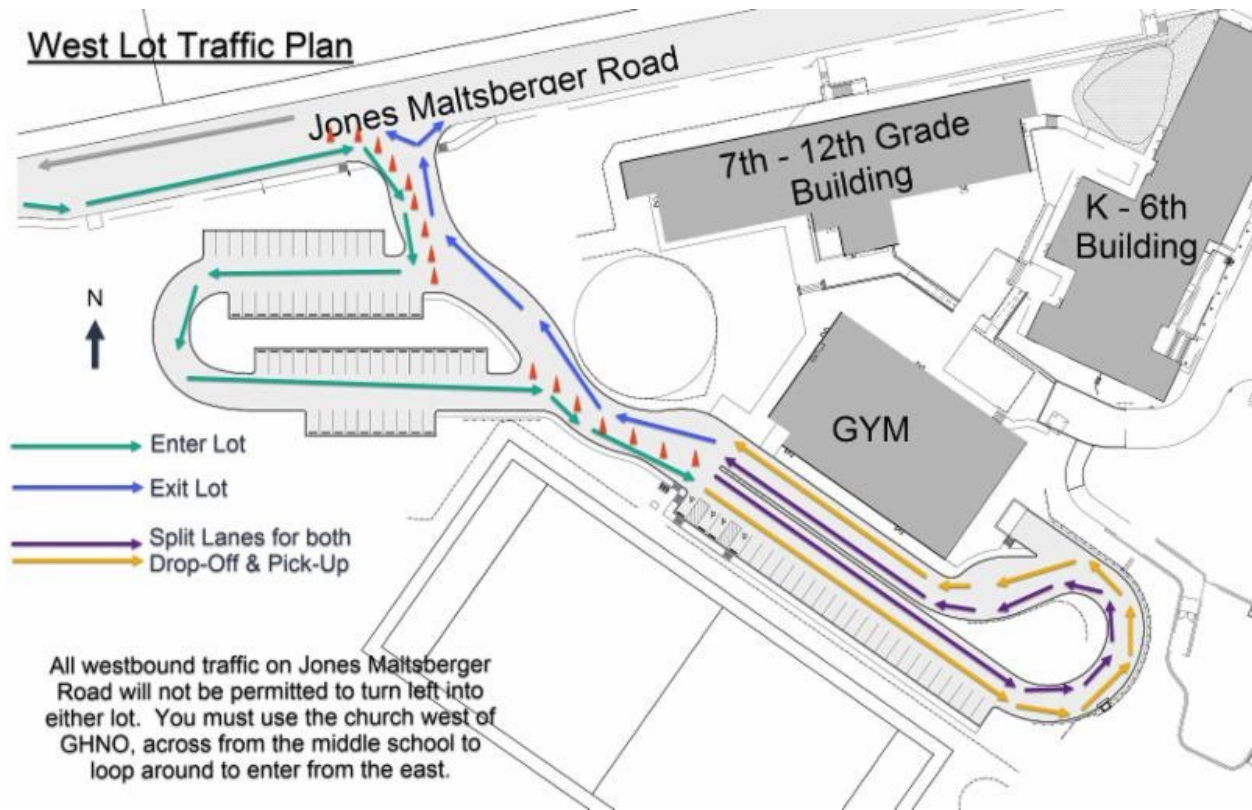 West Lot Traffic Plan
Jones Maltsberger Road
7th - 12th Grade
Building
K - 6th
Building
N
GYM
Enter Lot
Exit Lot
Split Lanes for both
Drop-Off & Pick-Up
All westbound traffic on Jones Maltsberger
Road will not be permitted to turn left into
either lot. You must use the church west of
GHNO, across from the middle school to
loop around to enter from the east.